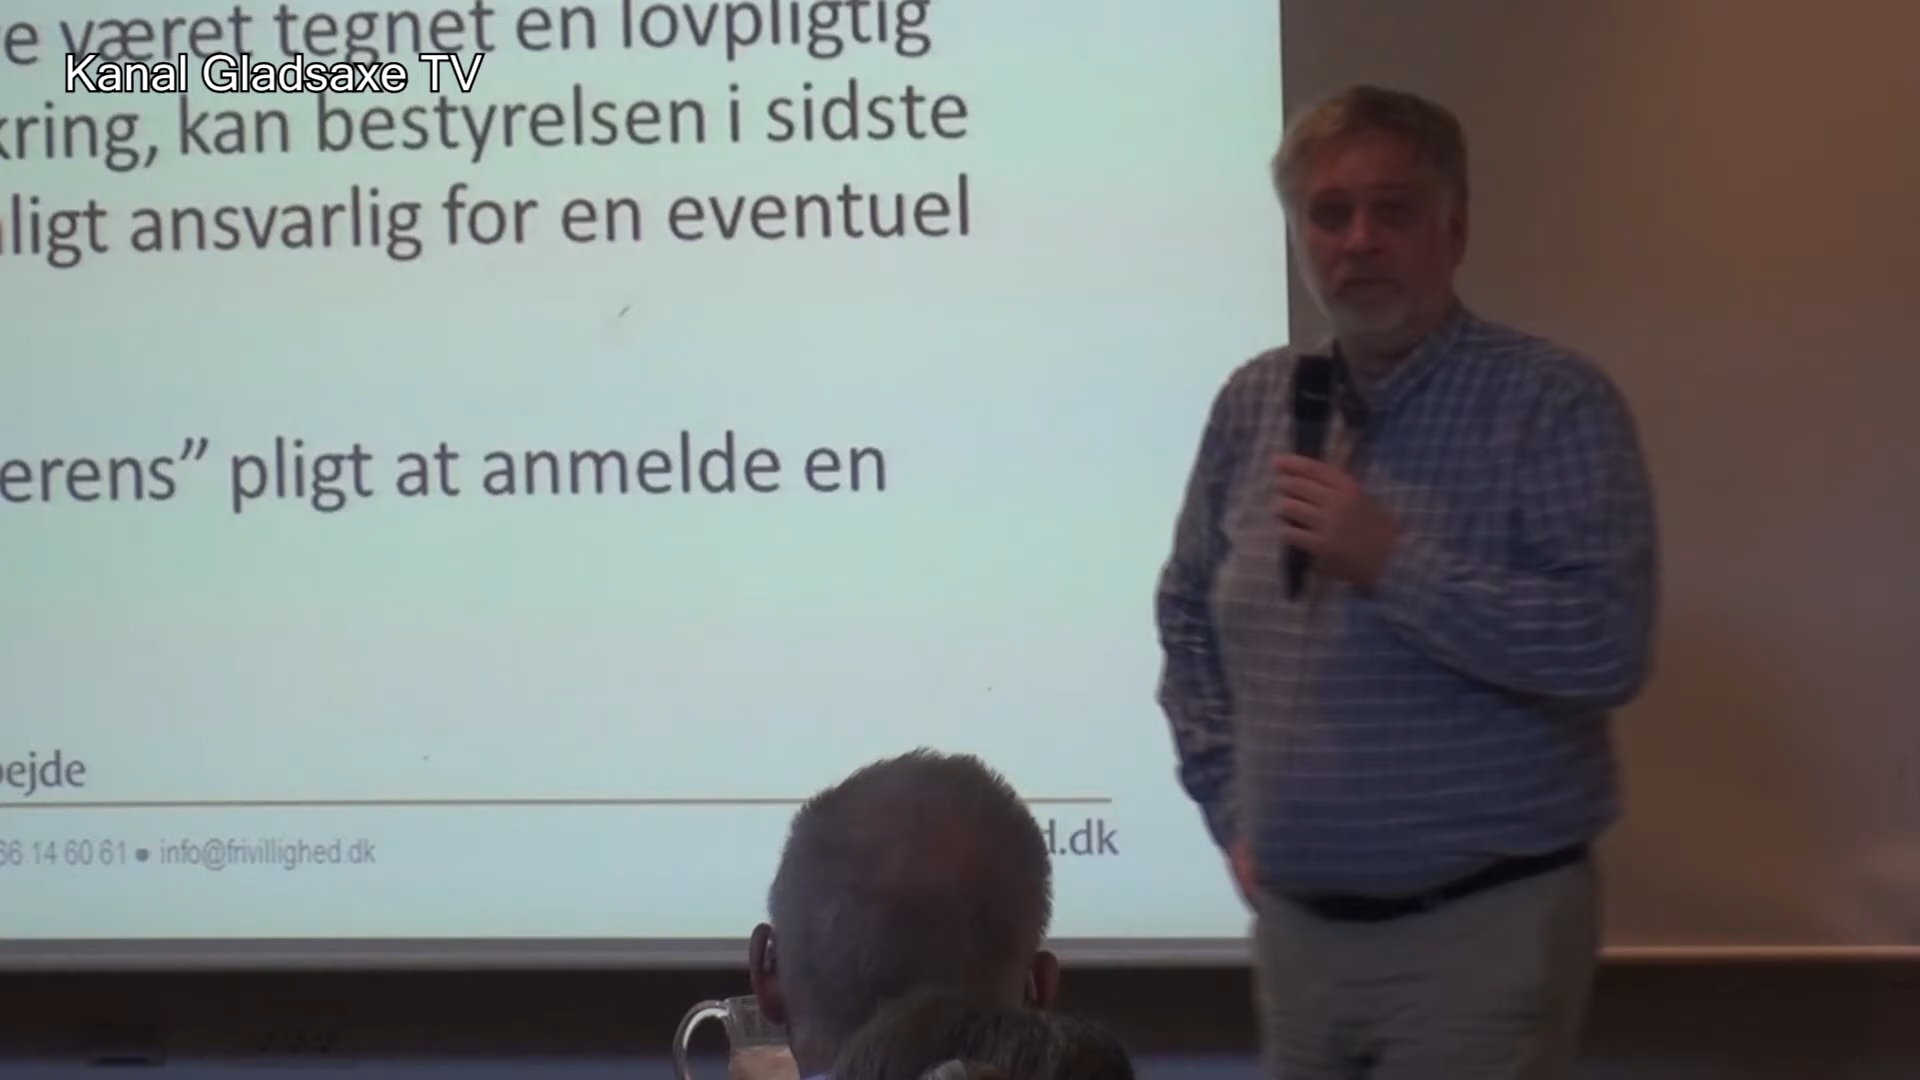 e været tegnet en lovpligtig
Kanal Gladsaxe TV
kring, kan bestyrelsen i sidste
ligt ansvarlig for en eventuel
erens” pligt at anmelde en
ejde
66 14 60 61 ● info@frivillighed.dk
d.dk